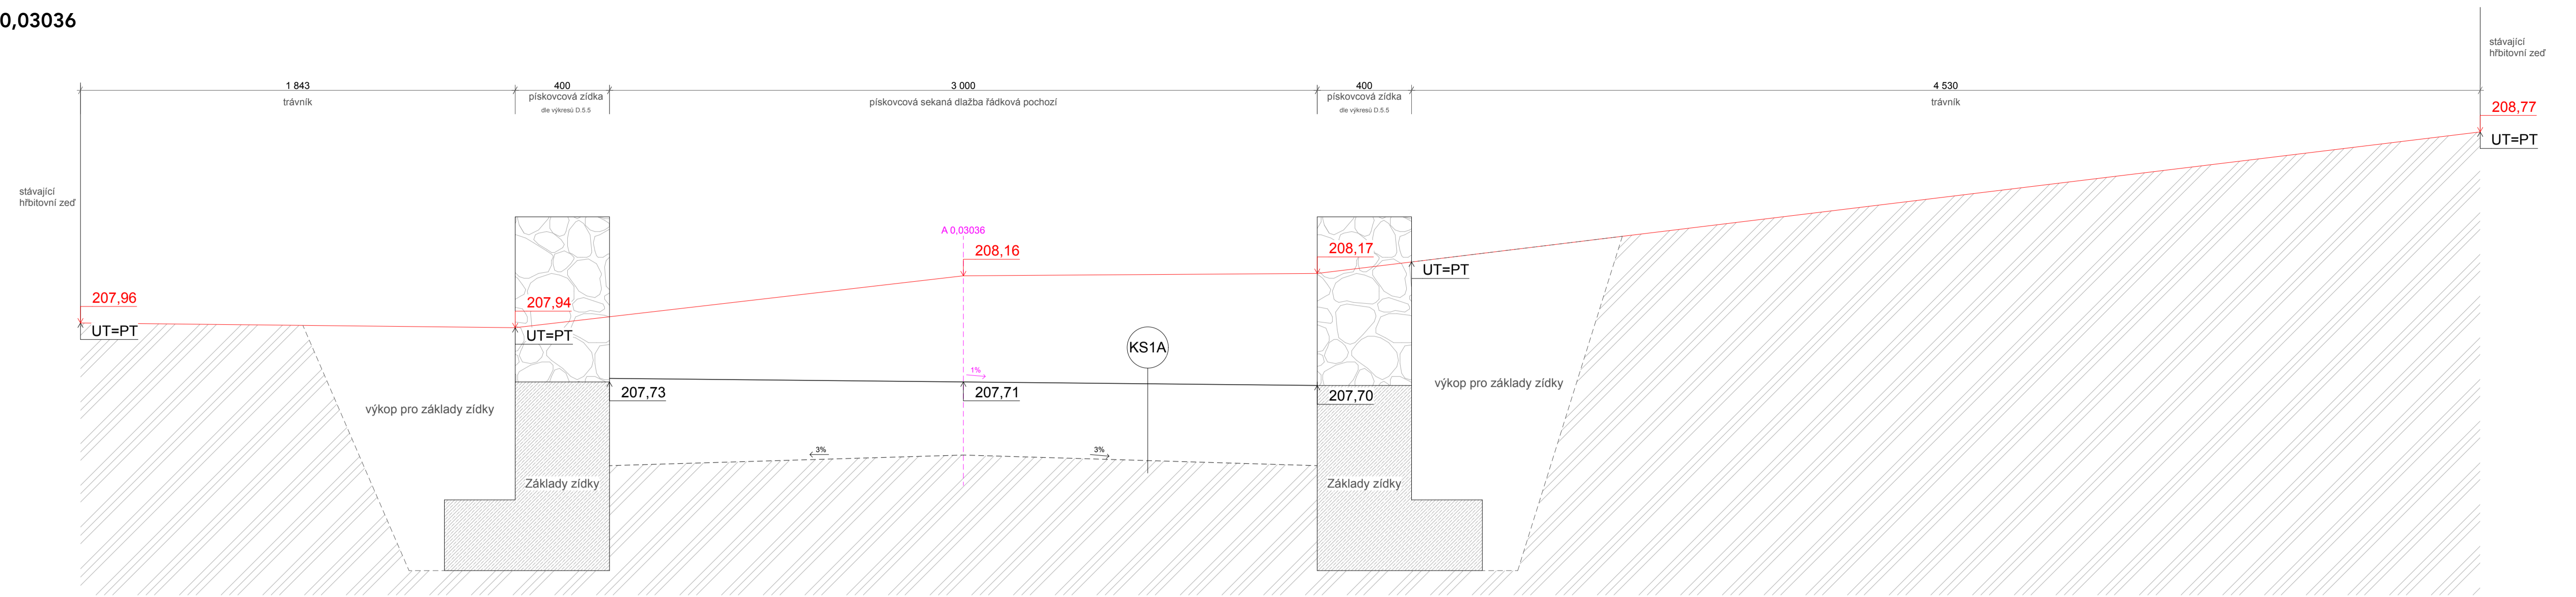 0,03036
stávající
hřbitovní zeď
1 843
400
3 000
400
4 530
trávník
pískovcová zídka
dle výkresů D.5.5
pískovcová sekaná dlažba řádková pochozí
pískovcová zídka
dle výkresů D.5.5
trávník
208,77
UT=PT
stávající
hřbitovní zeď
A 0,03036
208,16
208,17
UT=PT
207,96
UT=PT
207,94
UT=PT
KS1A
1%
207,73
207,71
207,70
výkop pro základy zídky
výkop pro základy zídky
3%
3%
Základy zídky
Základy zídky